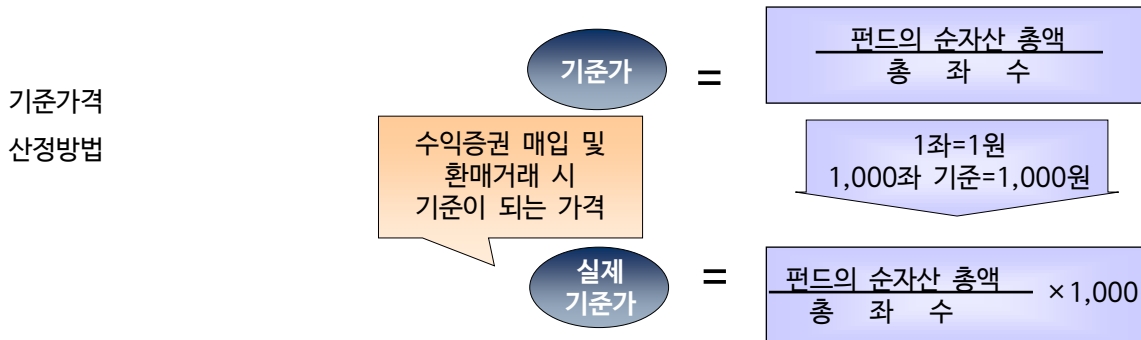 기준가격
산정방법
기준가
=
펀드의 순자산 총액
총 좌 수
수익증권 매입 및
환매거래 시
기준이 되는 가격
1좌=1원
1,000좌 기준=1,000원
실제
기준가
=
펀드의 순자산 총액
총 좌 수
×1,000